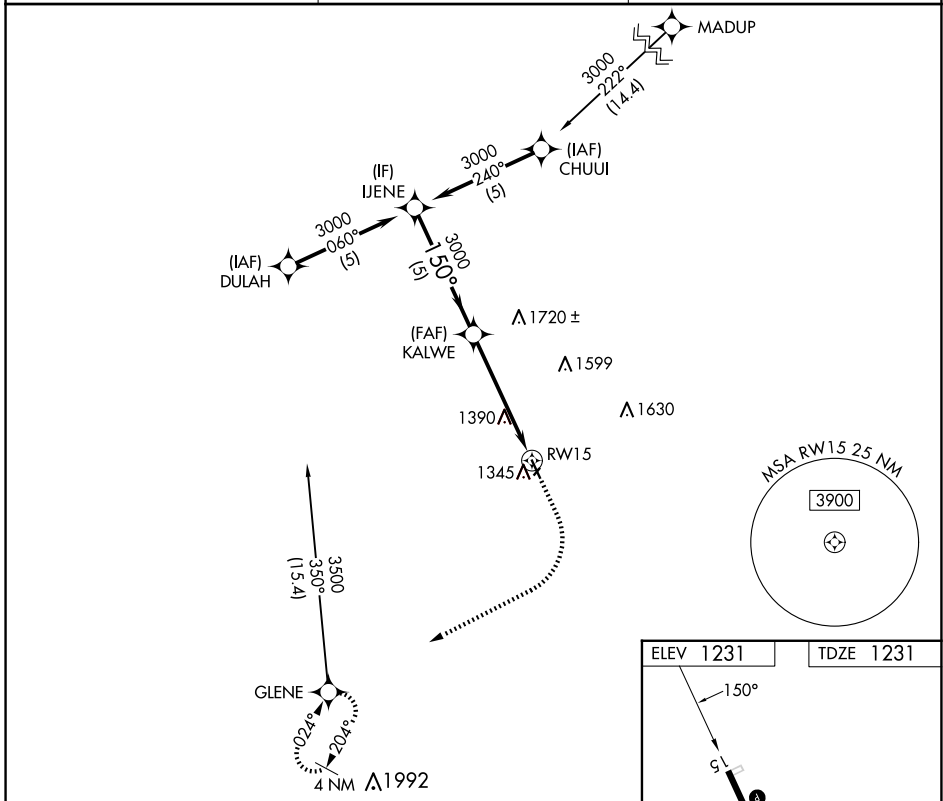 MADUP
3000
222°
(14.4)
(IAF)
CHUUI
3000
240°
(5)
(IF)
IJENE
3000
060°
(5)
(IAF)
DULAH
3000
150°
(5)
(FAF)
KALWE
1720 ±
1599
1630
1390
RW15
1345
MSA RW15 25 NM
3900
3500
350°
(15.4)
GLENE
024°
204°
4 NM
1992
ELEV 1231
TDZE 1231
150°
15
A